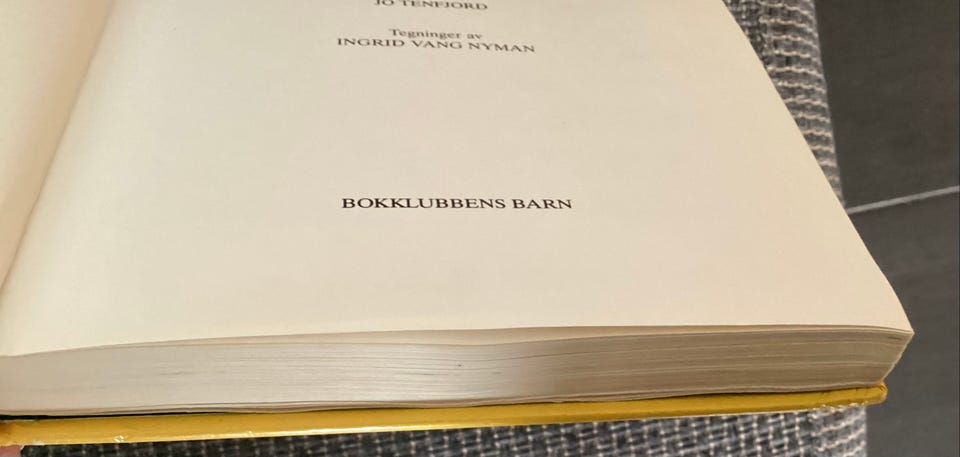 JO TENFJORD
Tegninger av
INGRID VANG NYMAN
BOKKLUBBENS BARN